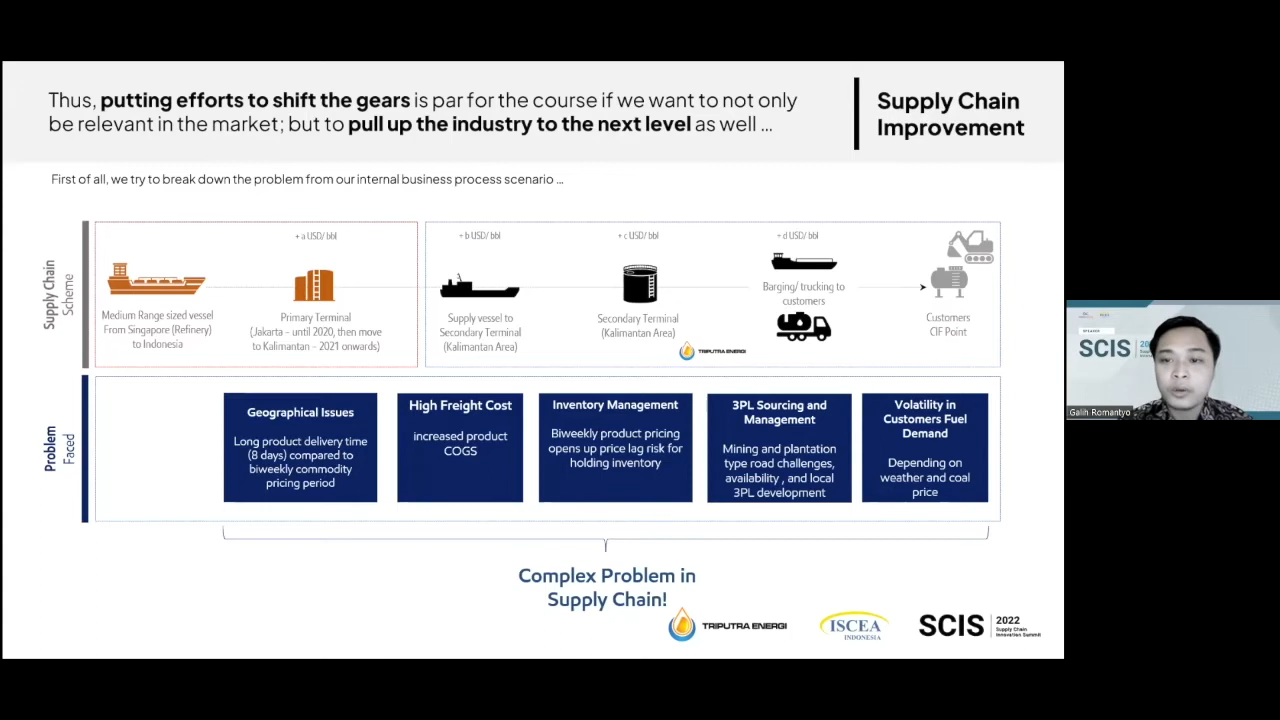 Thus, putting efforts to shift the gears is par for the course if we want to not only
be relevant in the market; but to pull up the industry to the next level as well ...
Supply Chain
Improvement
First of all, we try to break down the problem from our internal business process scenario ...
Supply Chain
Scheme
+ a USD/ bbl
+ b USD/ bbl
+ c USD/ bbl
+ d USD/ bbl
Medium Range sized vessel
From Singapore (Refinery)
to Indonesia
Primary Terminal
(Jakarta – until 2020, then move
to Kalimantan – 2021 onwards)
Supply vessel to
Secondary Terminal
(Kalimantan Area)
Secondary Terminal
(Kalimantan Area)
TRIPUTRA ENERGI
Barging/ trucking to
customers
Customers
CIF Point
Problem
Faced
Geographical Issues
Long product delivery time
(8 days) compared to
biweekly commodity
pricing period
High Freight Cost
increased product
COGS
Inventory Management
Biweekly product pricing
opens up price lag risk for
holding inventory
3PL Sourcing and
Management
Mining and plantation
type road challenges,
availability , and local
3PL development
Volatility in
Customers Fuel
Demand
Depending on
weather and coal
price
Complex Problem in
Supply Chain!
TRIPUTRA ENERGI
ISCEA
INDONESIA
SCIS
2022
Supply Chain
Innovation Summit
SCIS
Galih Romantyo